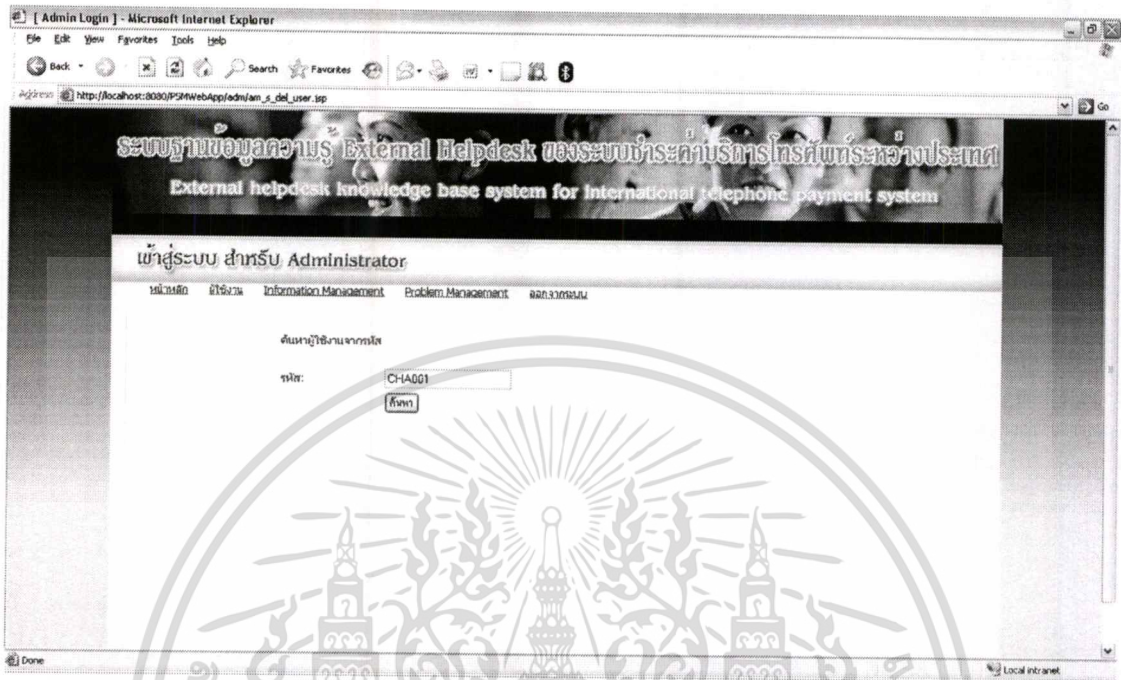 [ Admin Login ] - Microsoft Internet Explorer
File Edit View Favorites Tools Help
Back Search Favorites
Address http://localhost:8080/PSMWebApp/adm/am_s_del_user.jsp Go
ระบบฐานข้อมูลความรู้ External Helpdesk ของระบบชำระค่าบริการโทรศัพท์ระหว่างประเทศ
External helpdesk knowledge base system for International telephone payment system
เข้าสู่ระบบ สำหรับ Administrator
หน้าหลัก ผู้ใช้งาน Information Management Problem Management ออกจากระบบ
ค้นหาผู้ใช้งานจากรหัส
รหัส: CHA001
ค้นหา
Done Local intranet